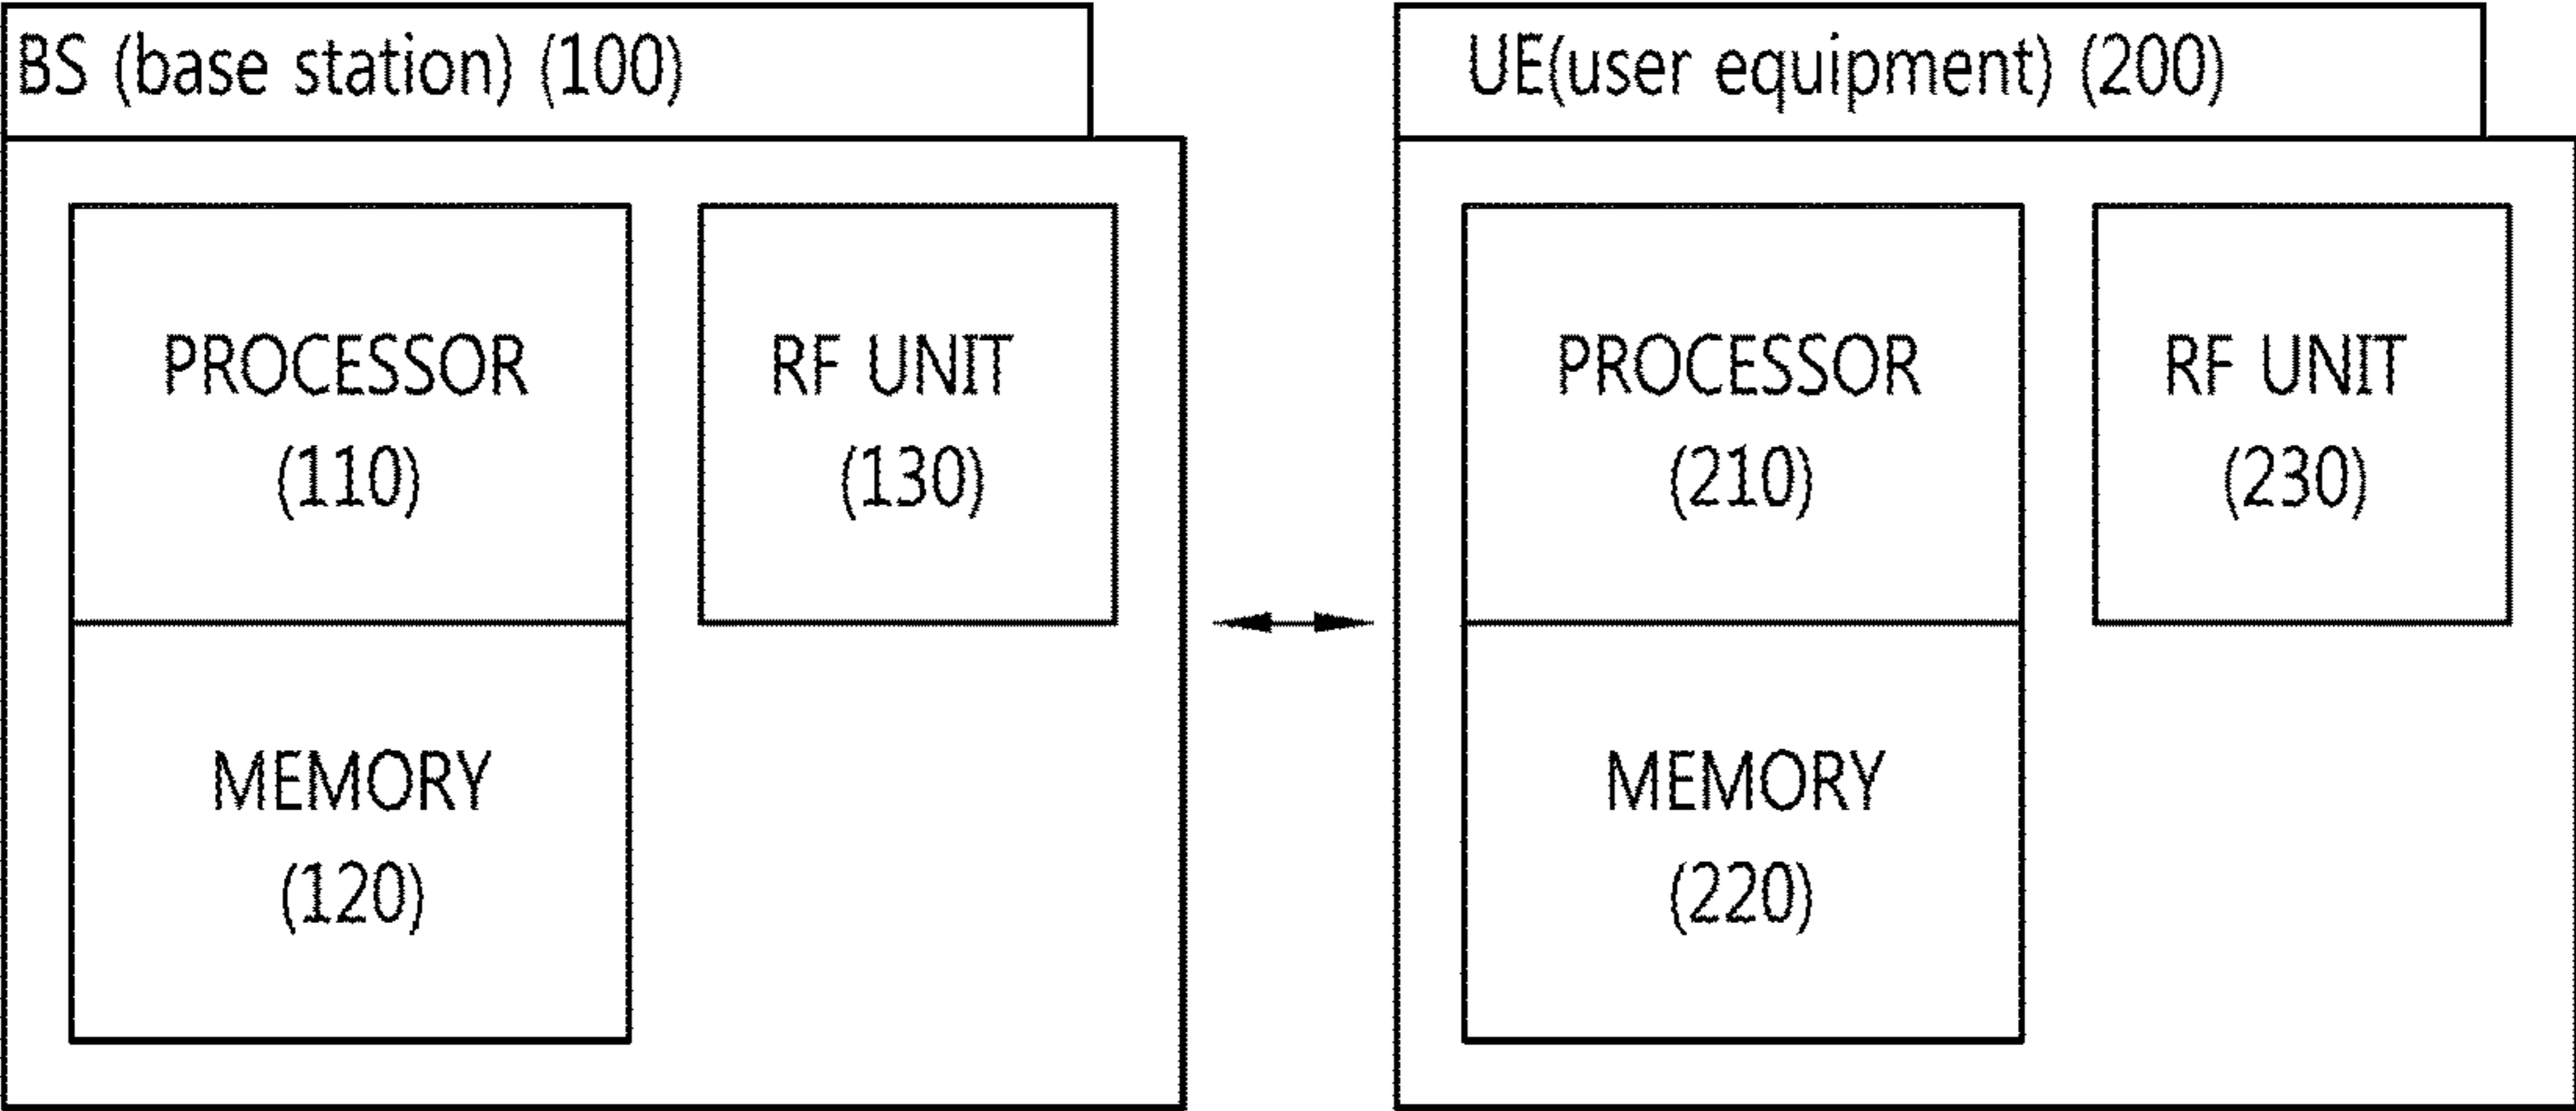 BS (base station) (100)
PROCESSOR
(110)
RF UNIT
(130)
MEMORY
(120)
UE(user equipment) (200)
PROCESSOR
(210)
RF UNIT
(230)
MEMORY
(220)